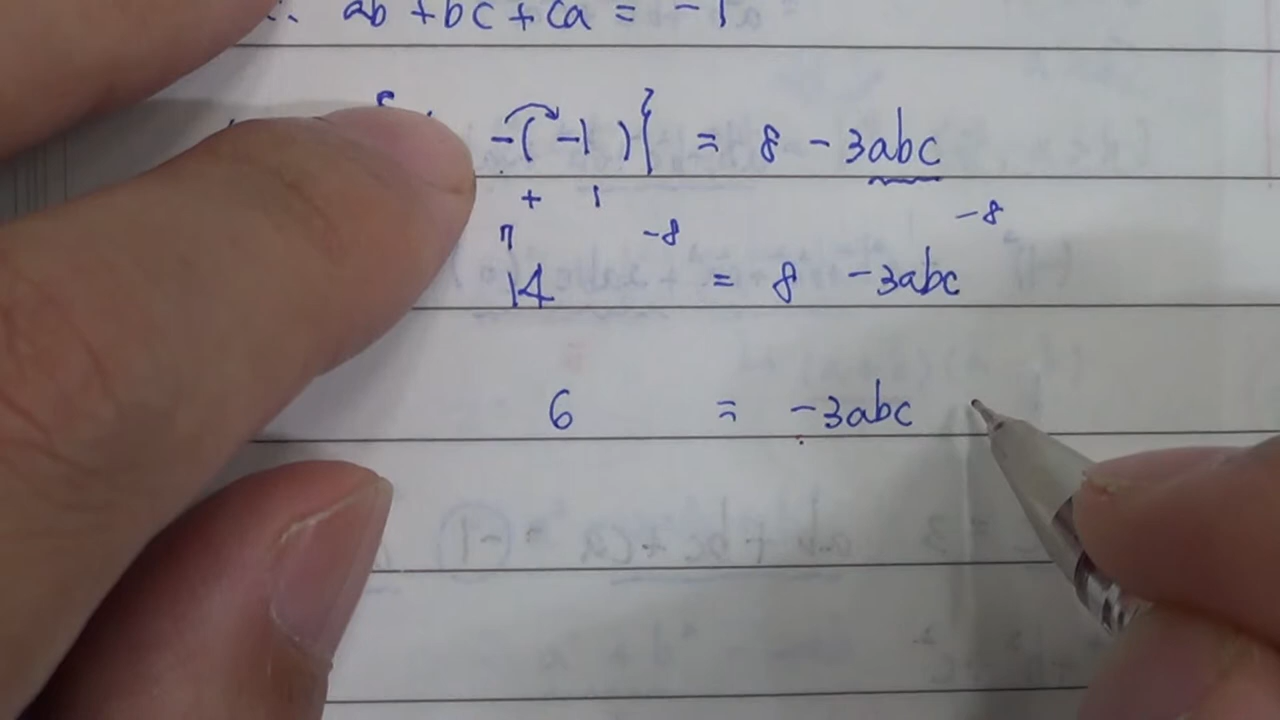 ab + bc + ca = -1
-( -1 )} = 8 - 3abc
+ 1
7 -8 -8
14 = 8 - 3abc
6 = -3abc